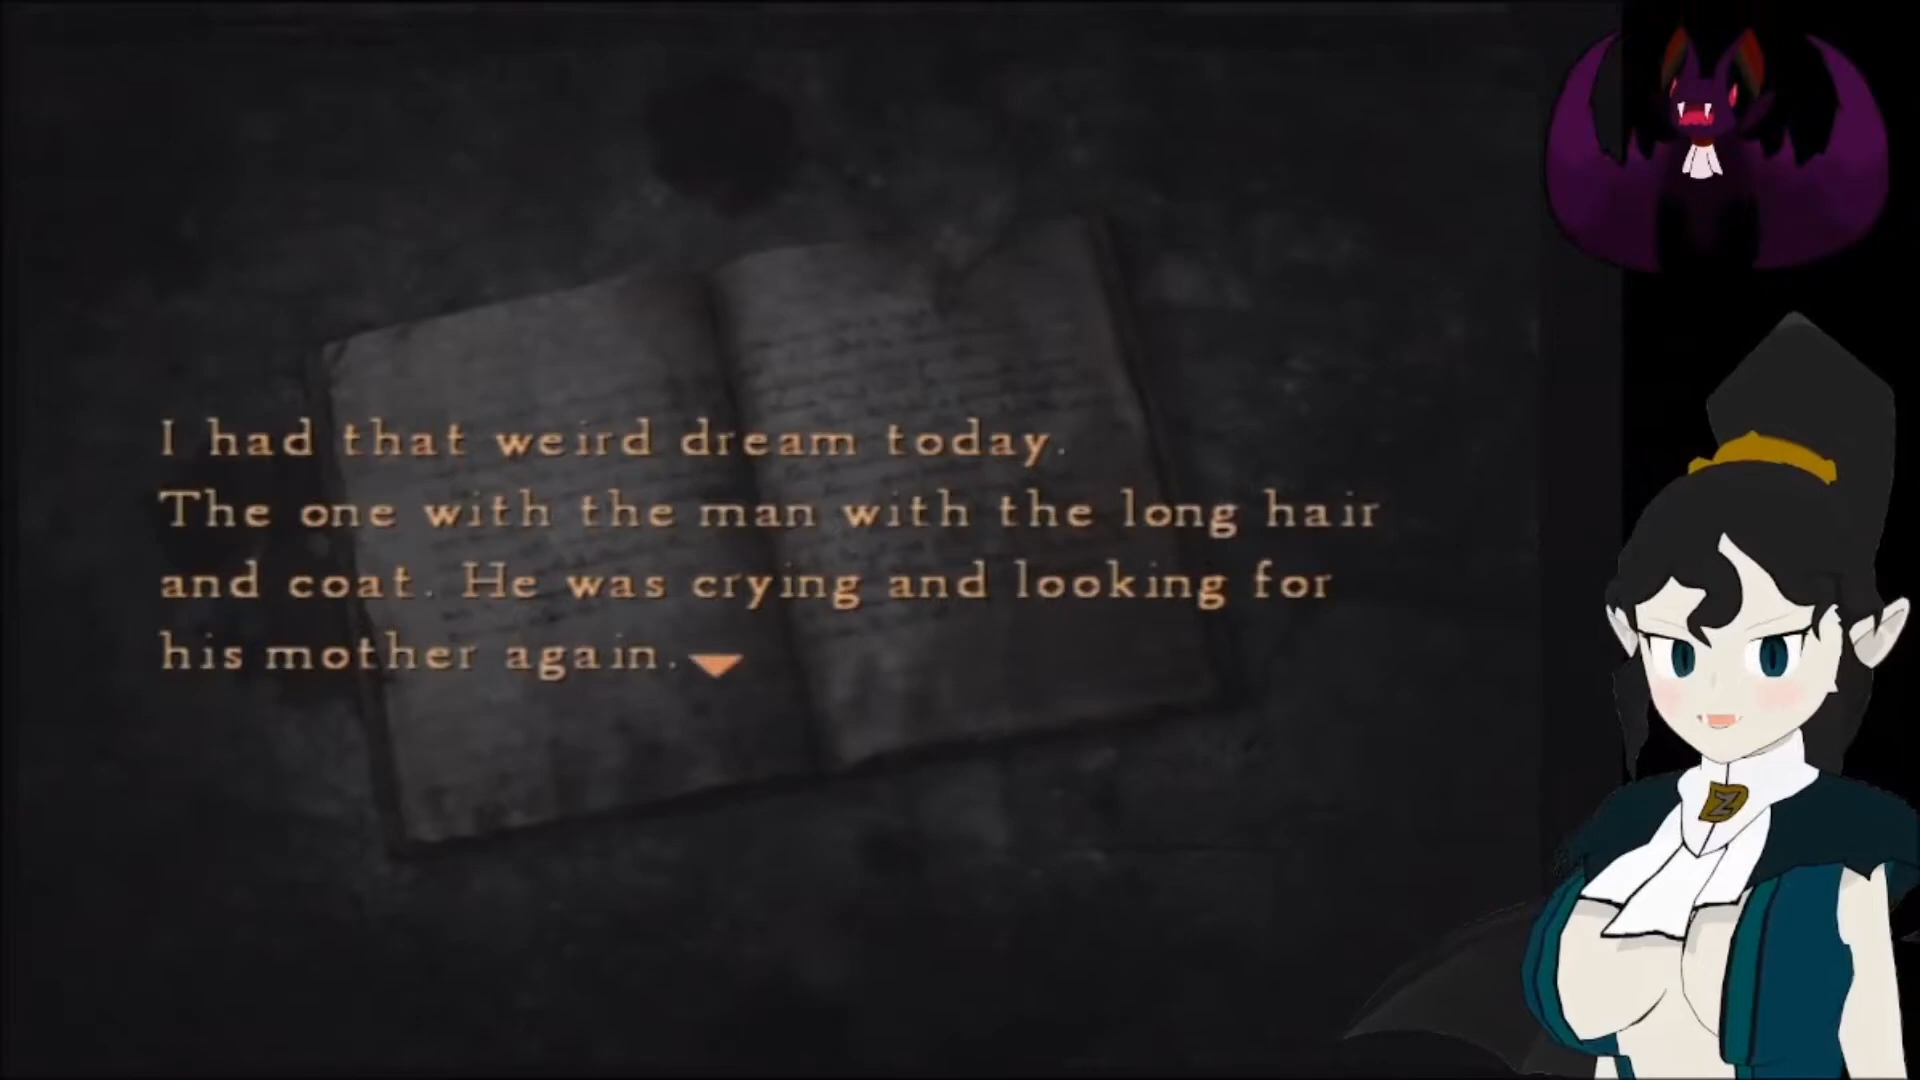 I had that weird dream today.
The one with the man with the long hair
and coat. He was crying and looking for
his mother again.
Z